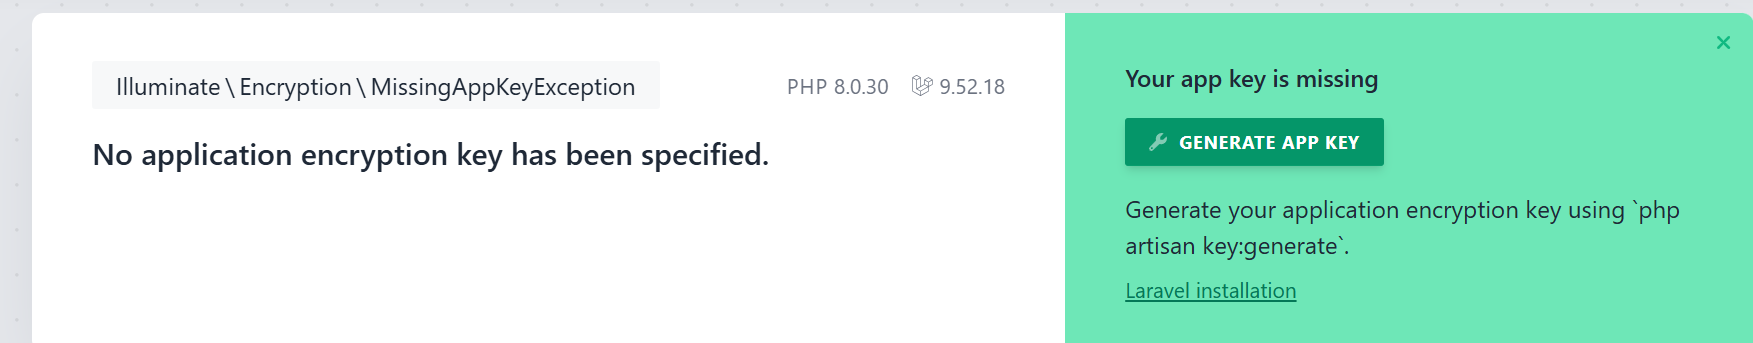 Illuminate\Encryption\MissingAppKeyException
PHP 8.0.30 9.52.18
No application encryption key has been specified.
Your app key is missing
GENERATE APP KEY
Generate your application encryption key using `php
artisan key:generate`.
Laravel installation